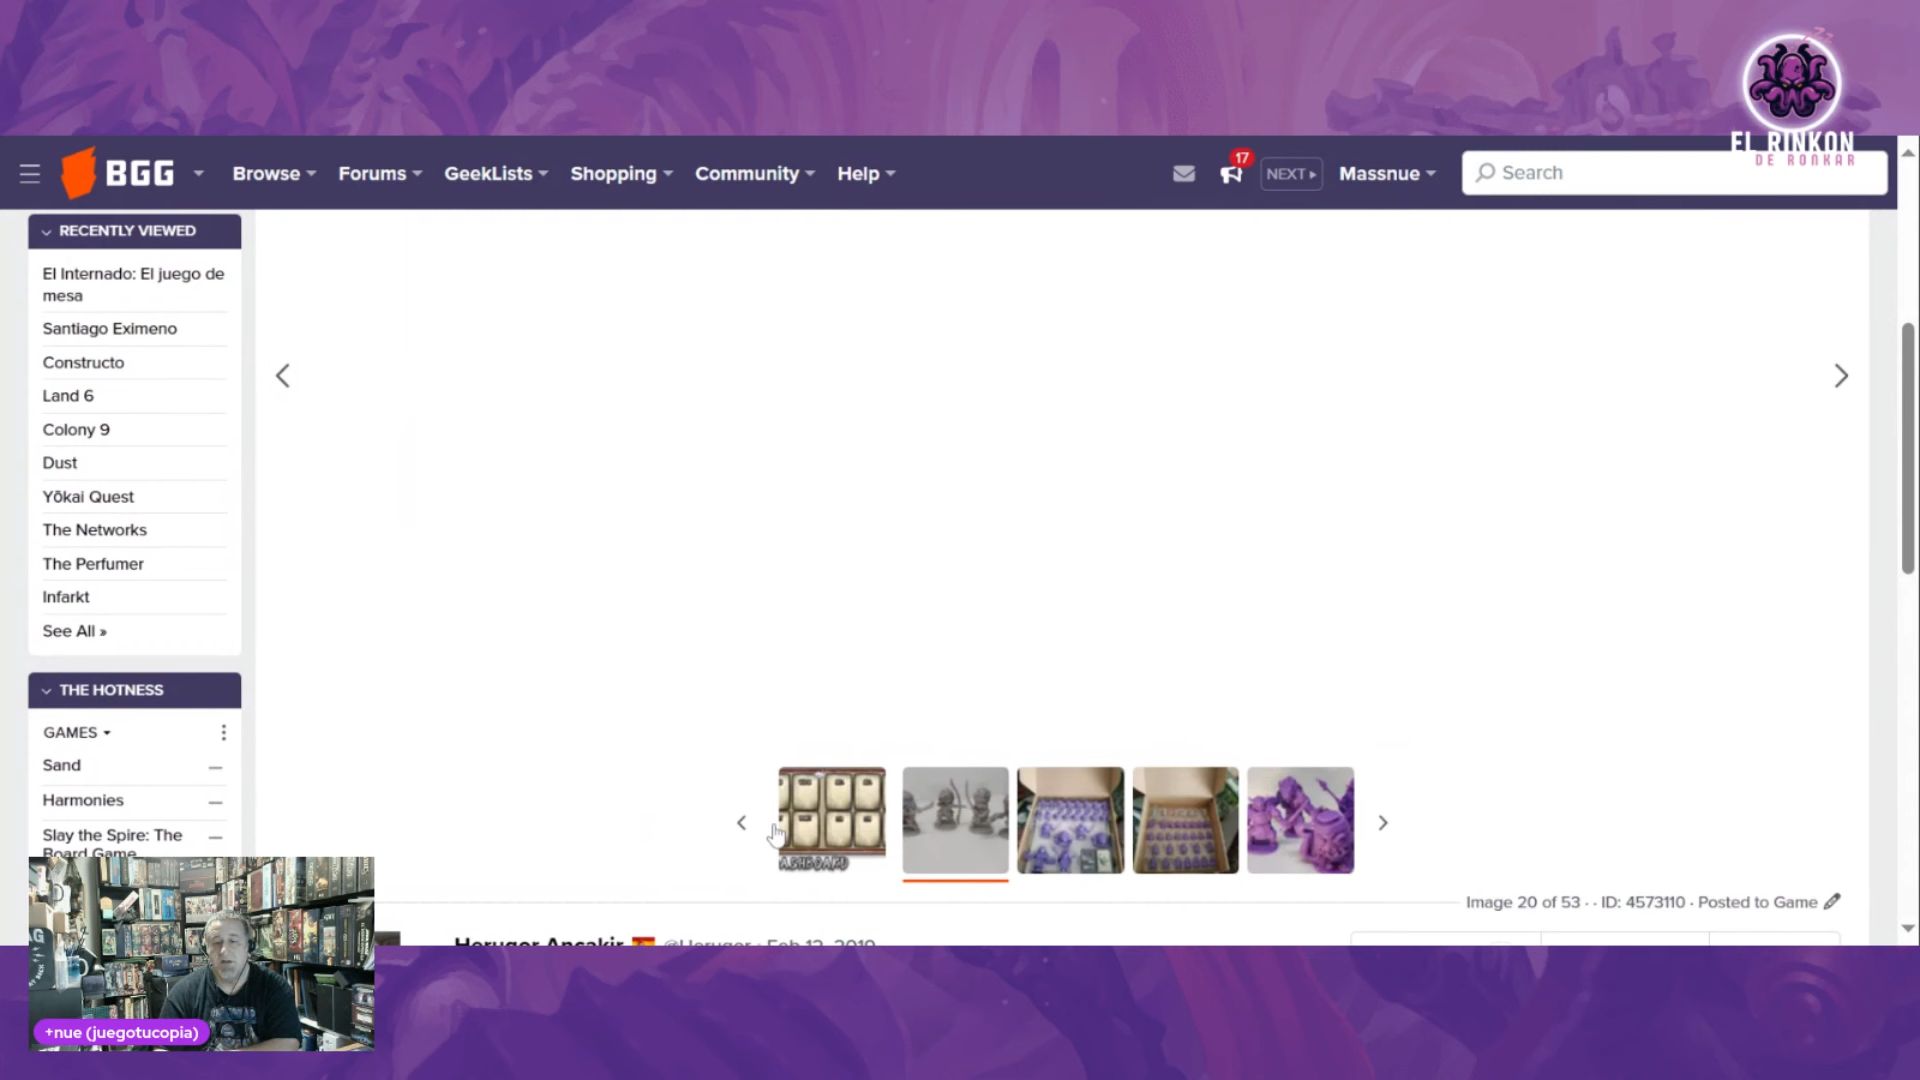 EL RINKON
DE RONKAR
BGG
Browse
Forums
GeekLists
Shopping
Community
Help
17
NEXT
Massnue
Search
RECENTLY VIEWED
El Internado: El juego de
mesa
Santiago Eximeno
Constructo
Land 6
Colony 9
Dust
Yōkai Quest
The Networks
The Perfumer
Infarkt
See All »
THE HOTNESS
GAMES
Sand
Harmonies
Slay the Spire: The
Board Game
Image 20 of 53 · · ID: 4573110 · Posted to Game
+nue (juegotucopia)